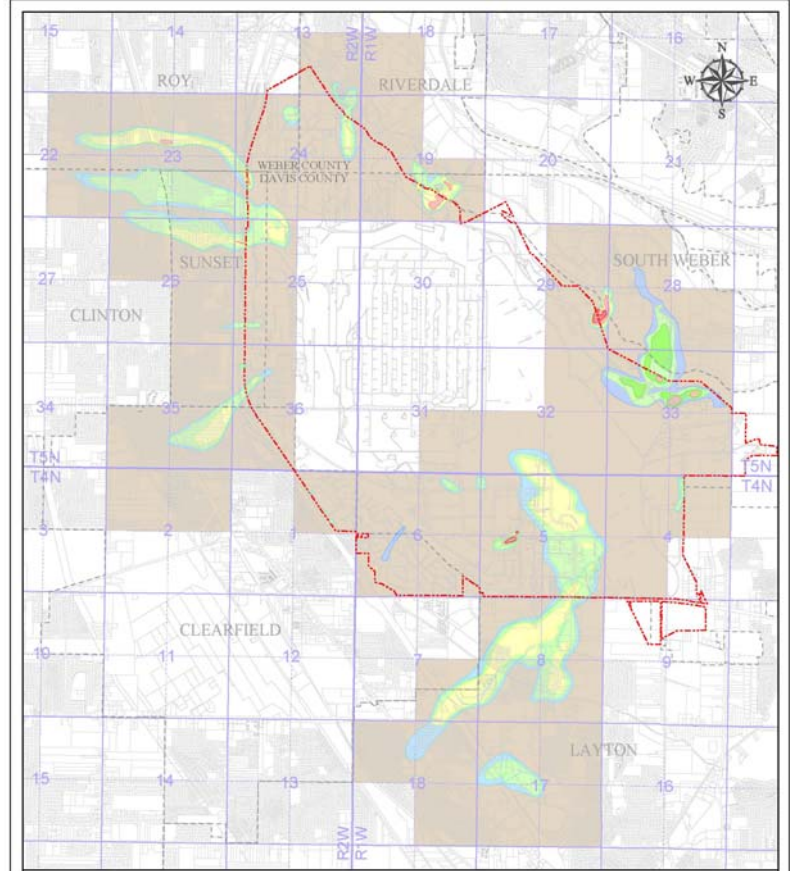 15
14
R2W
R1W
18
17
16
N
W
E
S
ROY
RIVERDALE
22
23
24
19
20
21
WEBER COUNTY
DAVIS COUNTY
SUNSET
SOUTH WEBER
27
26
25
30
29
28
CLINTON
34
35
36
31
32
33
T5N
T4N
T5N
T4N
3
2
1
6
5
4
CLEARFIELD
10
11
12
7
8
9
LAYTON
15
14
13
18
17
16
R2W
R1W